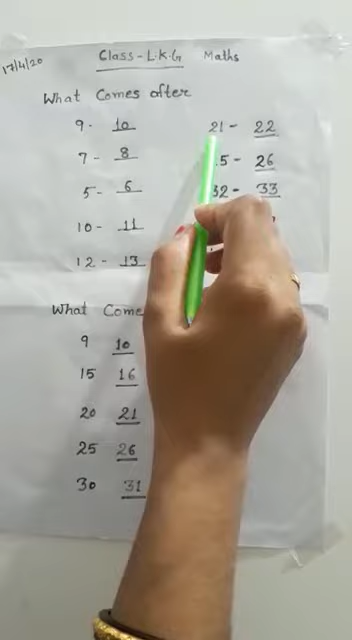 17/4/20
Class - L.K.G Maths
What Comes after
9 - 10
7 - 8
5 - 6
10 - 11
12 - 13
21 - 22
5 - 26
32 - 33
What Come
9 10
15 16
20 21
25 26
30 31